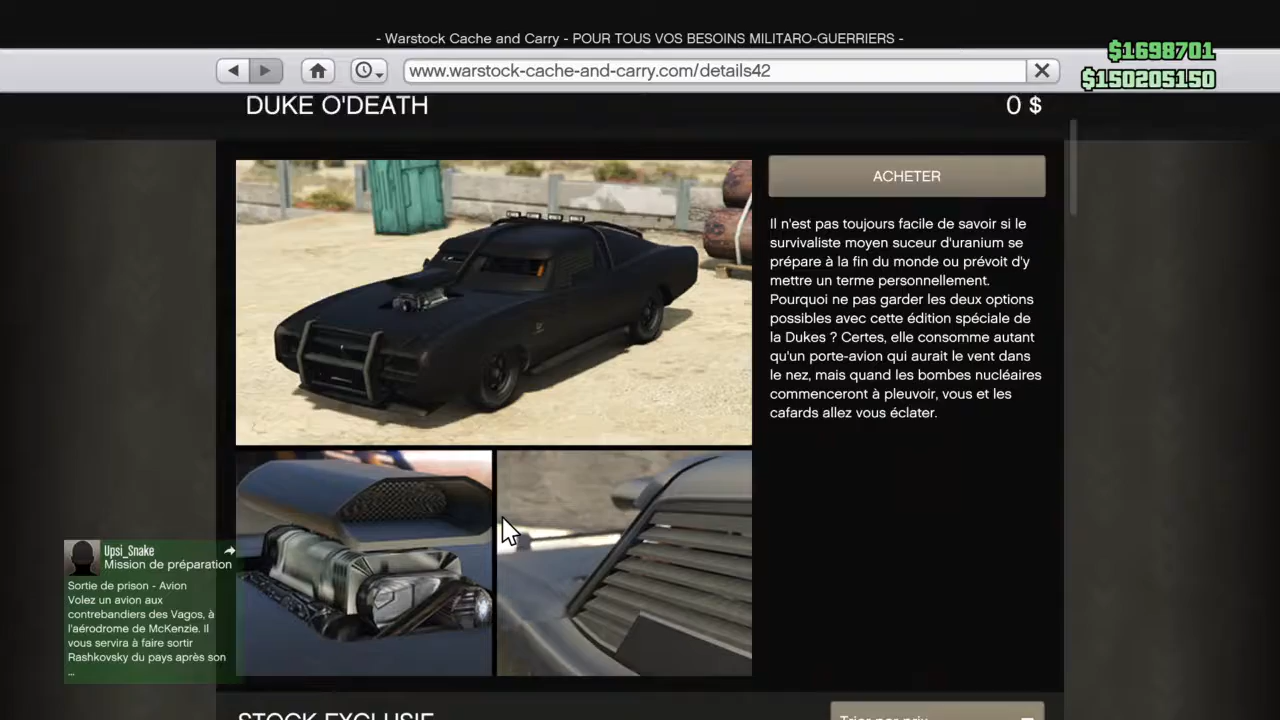 - Warstock Cache and Carry - POUR TOUS VOS BESOINS MILITARO-GUERRIERS -
$1698701
www.warstock-cache-and-carry.com/details42
$150205150
DUKE O'DEATH
0 $
ACHETER
Il n'est pas toujours facile de savoir si le
survivaliste moyen suceur d'uranium se
prépare à la fin du monde ou prévoit d'y
mettre un terme personnellement.
Pourquoi ne pas garder les deux options
possibles avec cette édition spéciale de
la Dukes ? Certes, elle consomme autant
qu'un porte-avion qui aurait le vent dans
le nez, mais quand les bombes nucléaires
commenceront à pleuvoir, vous et les
cafards allez vous éclater.
Upsi_Snake
Mission de préparation
Sortie de prison - Avion
Volez un avion aux
contrebandiers des Vagos, à
l'aérodrome de McKenzie. Il
vous servira à faire sortir
Rashkovsky du pays après son
...
STOCK EXCLUSIF
Trier par prix